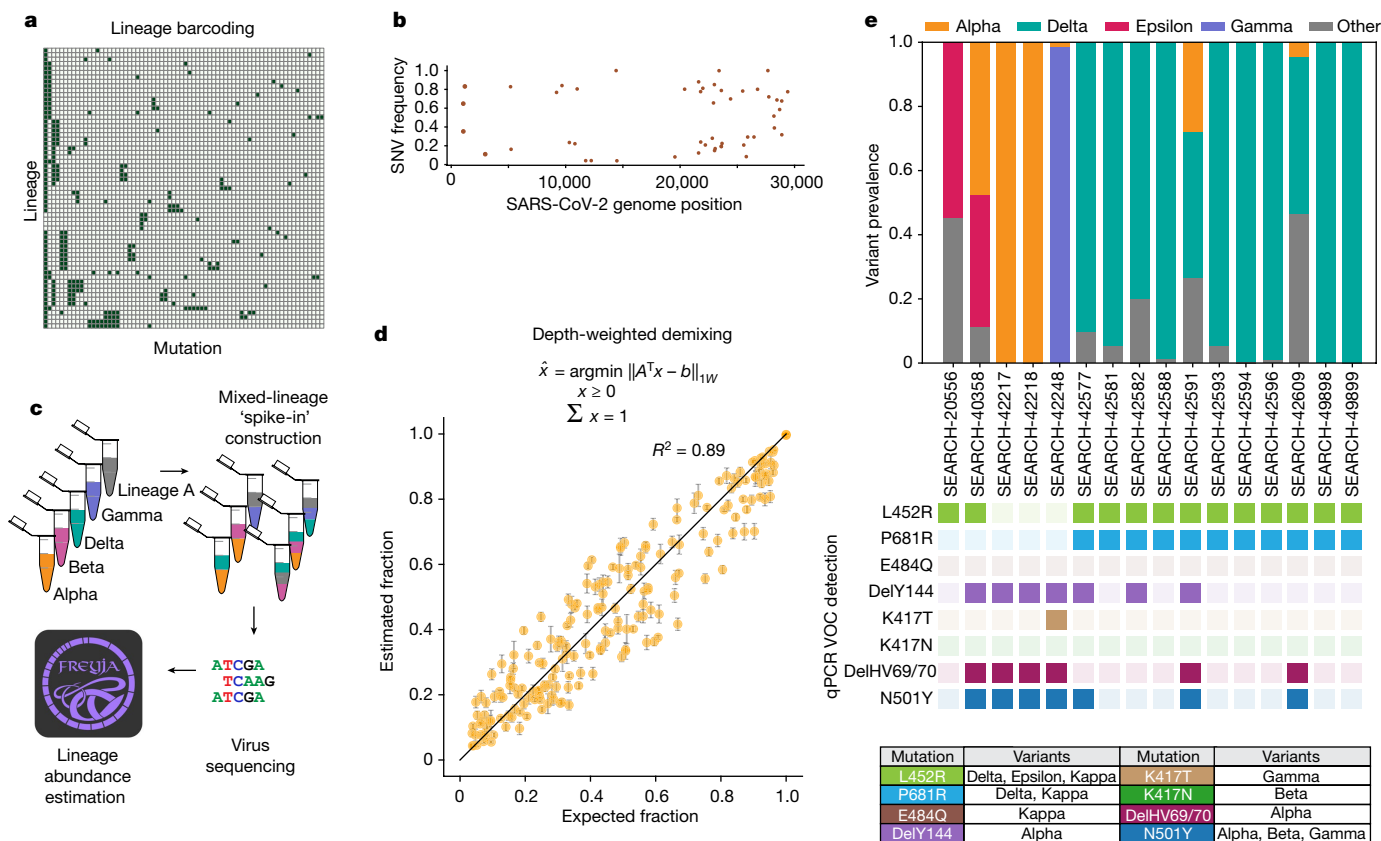 a
Lineage barcoding
Lineage
Mutation
b
SNV frequency
1.0
0.8
0.6
0.4
0.2
0
0
10,000
20,000
30,000
SARS-CoV-2 genome position
c
Mixed-lineage
'spike-in'
construction
Lineage A
Gamma
Delta
Beta
Alpha
FREYJA
ATCGA
TCAAG
ATCGA
Lineage
abundance
estimation
Virus
sequencing
d
Depth-weighted demixing
x̂ = argmin ||AᵀX − b||₁W
x ≥ 0
∑ x = 1
R² = 0.89
Estimated fraction
1.0
0.8
0.6
0.4
0.2
0
0
0.2
0.4
0.6
0.8
1.0
Expected fraction
e
Alpha
Delta
Epsilon
Gamma
Other
Variant prevalence
1.0
0.8
0.6
0.4
0.2
0
SEARCH-20556
SEARCH-40358
SEARCH-42217
SEARCH-42218
SEARCH-42248
SEARCH-42577
SEARCH-42581
SEARCH-42582
SEARCH-42588
SEARCH-42591
SEARCH-42593
SEARCH-42594
SEARCH-42596
SEARCH-42609
SEARCH-49898
SEARCH-49899
qPCR VOC detection
L452R
P681R
E484Q
DelY144
K417T
K417N
DelHV69/70
N501Y
Mutation Variants Mutation Variants
L452R Delta, Epsilon, Kappa K417T Gamma
P681R Delta, Kappa K417N Beta
E484Q Kappa DelHV69/70 Alpha
DelY144 Alpha N501Y Alpha, Beta, Gamma